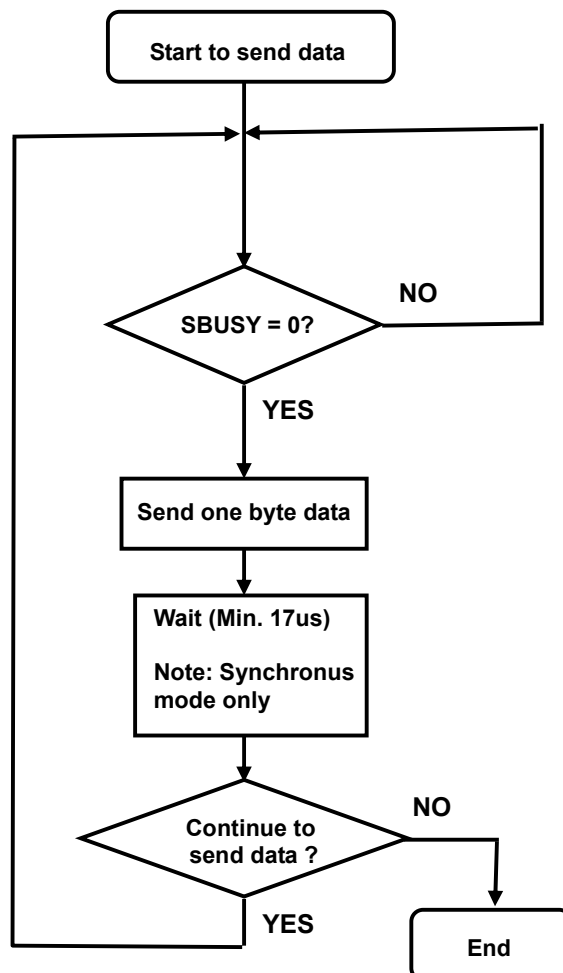 Start to send data
NO
SBUSY = 0?
YES
Send one byte data
Wait (Min. 17us)
Note: Synchronus
mode only
NO
Continue to
send data ?
YES
End